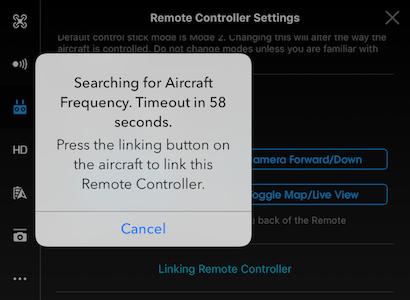 Remote Controller Settings
Default control stick mode is Mode 2. Changing this will alter the way the
aircraft is controlled. Do not change modes unless you are familiar with
Searching for Aircraft
Frequency. Timeout in 58
seconds.
Press the linking button on
the aircraft to link this
Remote Controller.
Cancel
HD
amera Forward/Down
oggle Map/Live View
u back of the Remote
Linking Remote Controller